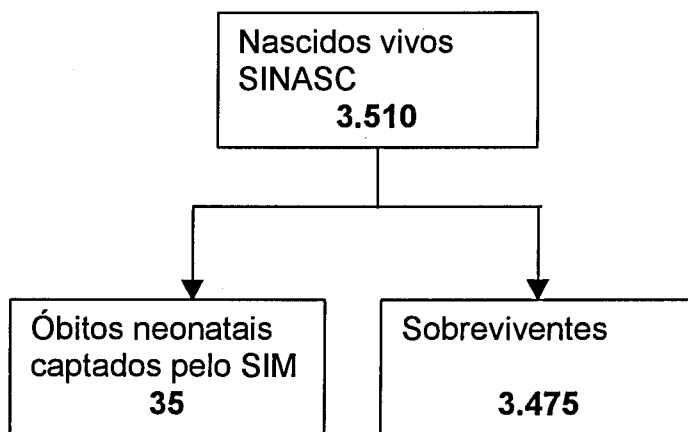 Nascidos vivos
SINASC
3.510
Óbitos neonatais
captados pelo SIM
35
Sobreviventes
3.475